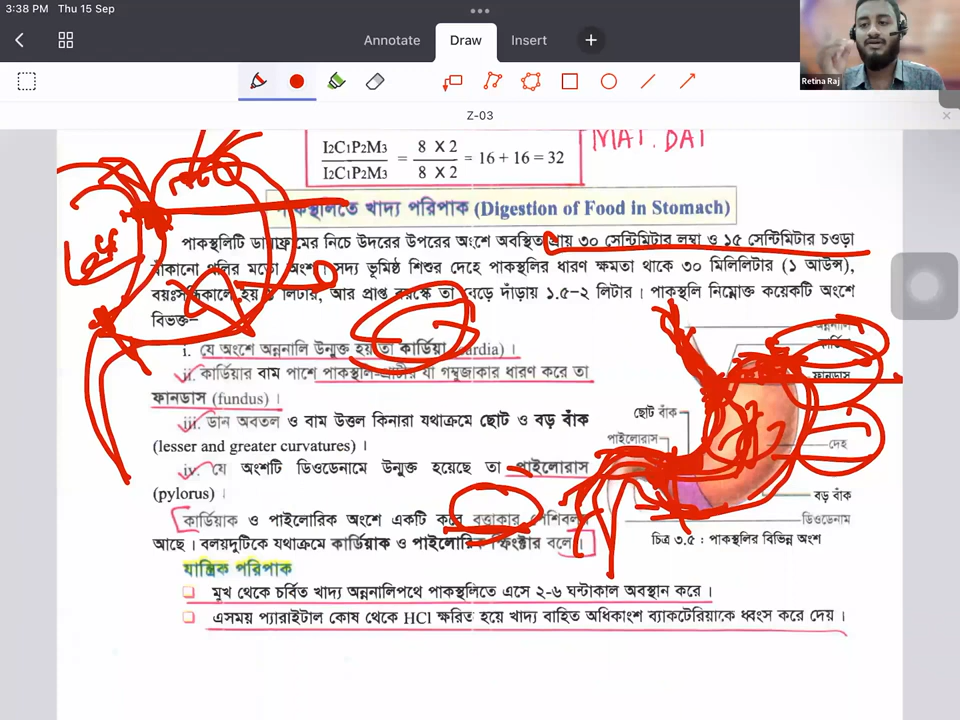 3:38 PM Thu 15 Sep
Annotate Draw Insert
Retina Raj
Z-03
I2C1P2M3 / I2C1P2M3 = 8 X 2 / 8 X 2 = 16 + 16 = 32
MAT. DAT
পাকস্থলিতে খাদ্য পরিপাক (Digestion of Food in Stomach)
পাকস্থলিটি ডায়াফ্রামের নিচে উদরের উপরের অংশে অবস্থিত প্রায় ৩০ সেন্টিমিটার লম্বা ও ১৫ সেন্টিমিটার চওড়া
বাঁকানো থলির মতো অংশ। সদ্য ভূমিষ্ঠ শিশুর দেহে পাকস্থলির ধারণ ক্ষমতা থাকে ৩০ মিলিলিটার (১ আউন্স),
বয়ঃসন্ধিকালে হয় ১ লিটার, আর প্রাপ্ত বয়স্কে তা বেড়ে দাঁড়ায় ১.৫–২ লিটার। পাকস্থলি নিম্নোক্ত কয়েকটি অংশে
বিভক্ত–
i. যে অংশে অন্ননালি উন্মুক্ত হয় তা কার্ডিয়া (cardia)।
ii. কার্ডিয়ার বাম পাশে পাকস্থলি-প্রাচীর যা গম্বুজাকার ধারণ করে তা
ফানডাস (fundus)।
iii. ডান অবতল ও বাম উত্তল কিনারা যথাক্রমে ছোট ও বড় বাঁক
(lesser and greater curvatures)।
iv. যে অংশটি ডিওডেনামে উন্মুক্ত হয়েছে তা পাইলোরাস
(pylorus)।
কার্ডিয়াক ও পাইলোরিক অংশে একটি করে বৃত্তাকার পেশিবলয়
আছে। বলয়দুটিকে যথাক্রমে কার্ডিয়াক ও পাইলোরিক স্ফিংক্টার বলে।
অন্ননালি
কার্ডিয়া
ফানডাস
ছোট বাঁক
পাইলোরাস
দেহ
বড় বাঁক
ডিওডেনাম
চিত্র ৩.৫ : পাকস্থলির বিভিন্ন অংশ
যান্ত্রিক পরিপাক
মুখ থেকে চর্বিত খাদ্য অন্ননালিপথে পাকস্থলিতে এসে ২-৬ ঘন্টাকাল অবস্থান করে।
এসময় প্যারাইটাল কোষ থেকে HCl ক্ষরিত হয়ে খাদ্য বাহিত অধিকাংশ ব্যাকটেরিয়াকে ধ্বংস করে দেয়।